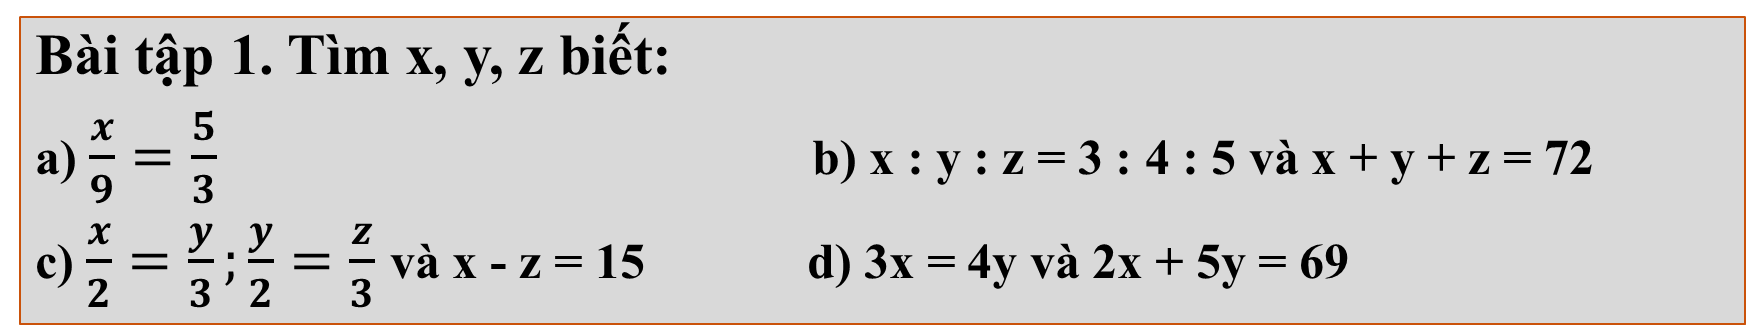 Bài tập 1. Tìm x, y, z biết:
a) x/9 = 5/3 b) x : y : z = 3 : 4 : 5 và x + y + z = 72
c) x/2 = y/3 ; y/2 = z/3 và x - z = 15 d) 3x = 4y và 2x + 5y = 69